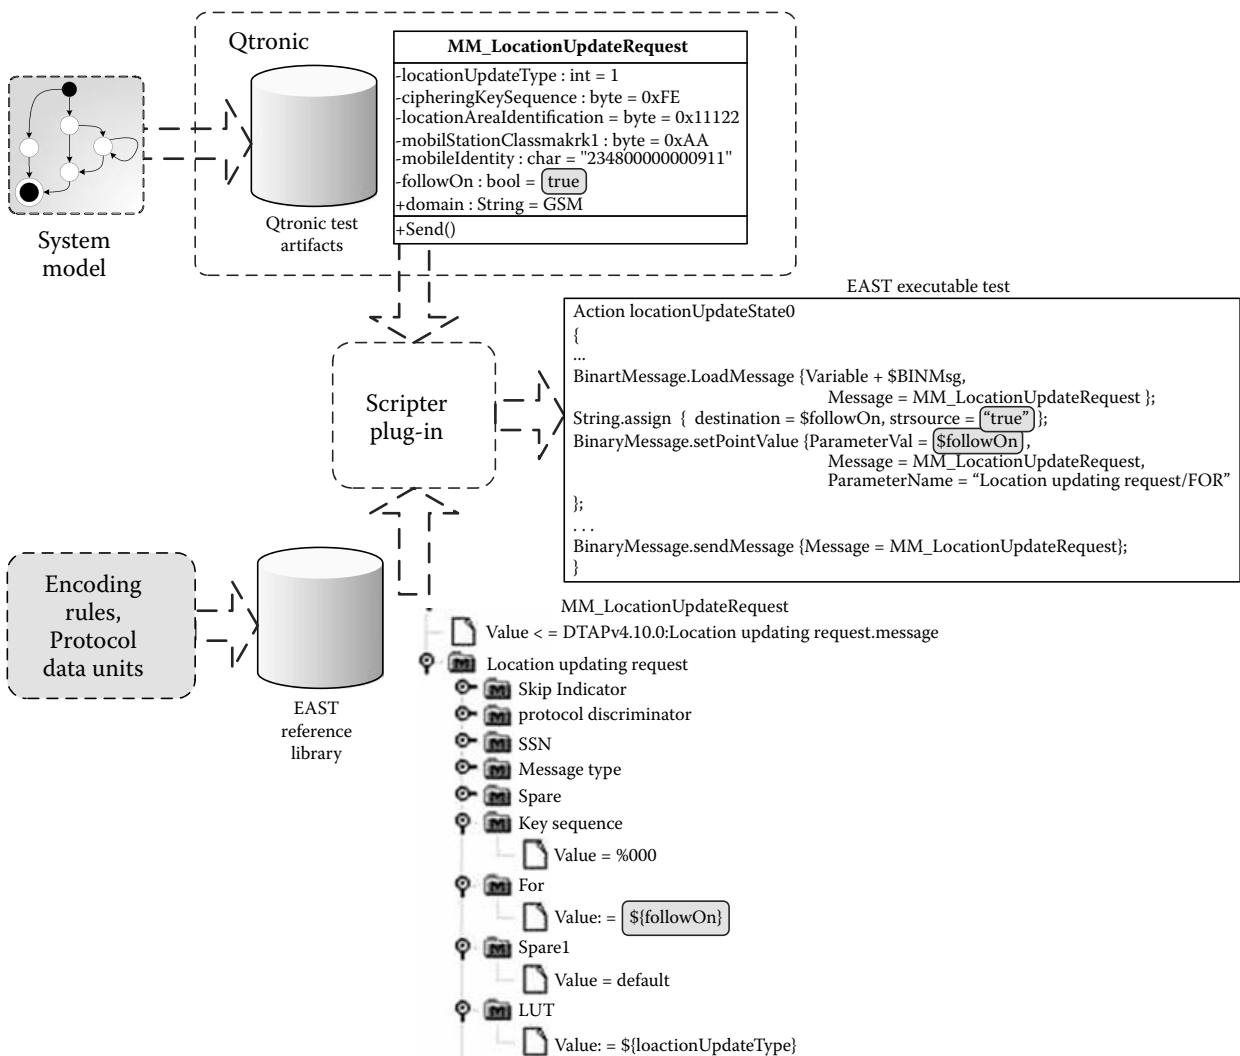 Qtronic
MM_LocationUpdateRequest
-locationUpdateType : int = 1
-cipheringKeySequence : byte = 0xFE
-locationAreaIdentification = byte = 0x11122
-mobilStationClassmakrk1 : byte = 0xAA
-mobileIdentity : char = "234800000000911"
-followOn : bool = true
+domain : String = GSM
+Send()
Qtronic test
artifacts
System
model
EAST executable test
Action locationUpdateState0
{
...
BinartMessage.LoadMessage {Variable + $BINMsg,
Message = MM_LocationUpdateRequest };
String.assign { destination = $followOn, strsource = “true” };
BinaryMessage.setPointValue {ParameterVal = $followOn ,
Message = MM_LocationUpdateRequest,
ParameterName = “Location updating request/FOR”
};
. . .
BinaryMessage.sendMessage {Message = MM_LocationUpdateRequest};
}
Scripter
plug-in
Encoding
rules,
Protocol
data units
EAST
reference
library
MM_LocationUpdateRequest
Value < = DTAPv4.10.0:Location updating request.message
Location updating request
Skip Indicator
protocol discriminator
SSN
Message type
Spare
Key sequence
Value = %000
For
Value: = ${followOn}
Spare1
Value = default
LUT
Value: = ${loactionUpdateType}